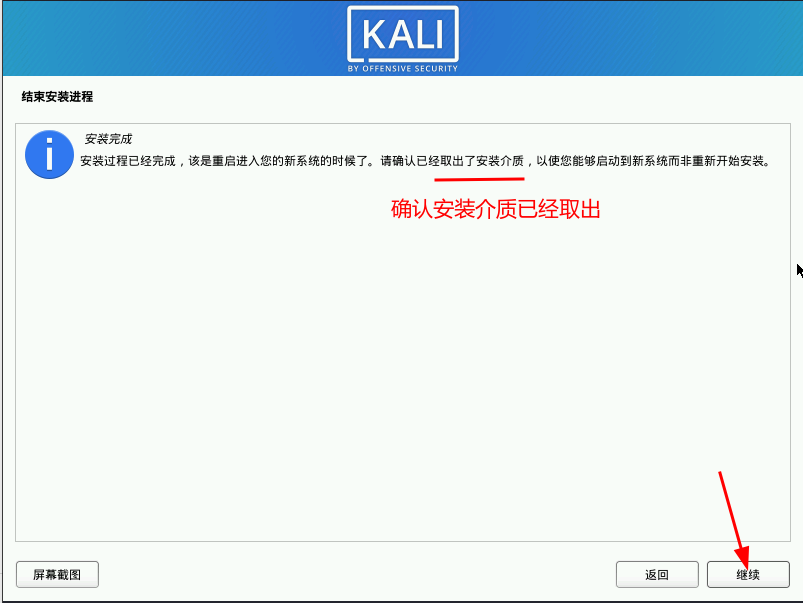 KALI
BY OFFENSIVE SECURITY
结束安装进程
安装完成
安装过程已经完成，该是重启进入您的新系统的时候了。请确认已经取出了安装介质，以使您能够启动到新系统而非重新开始安装。
确认安装介质已经取出
屏幕截图
返回
继续